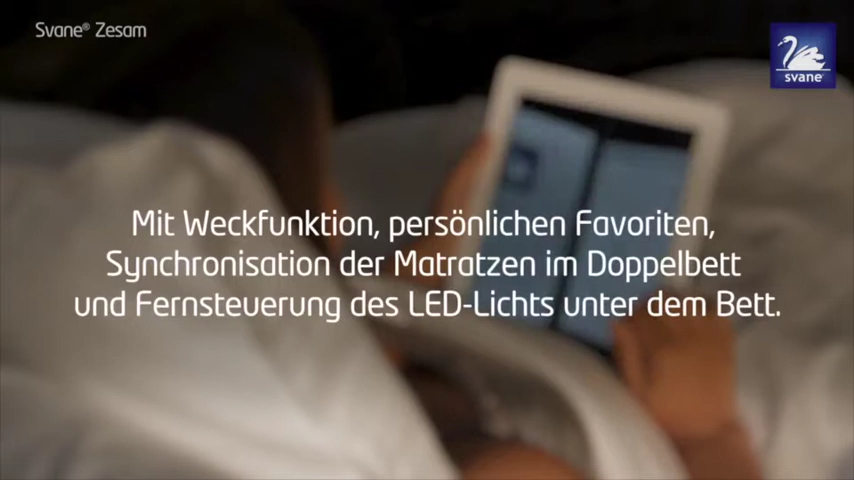 Svane® Zesam
svane®
Mit Weckfunktion, persönlichen Favoriten,
Synchronisation der Matratzen im Doppelbett
und Fernsteuerung des LED-Lichts unter dem Bett.